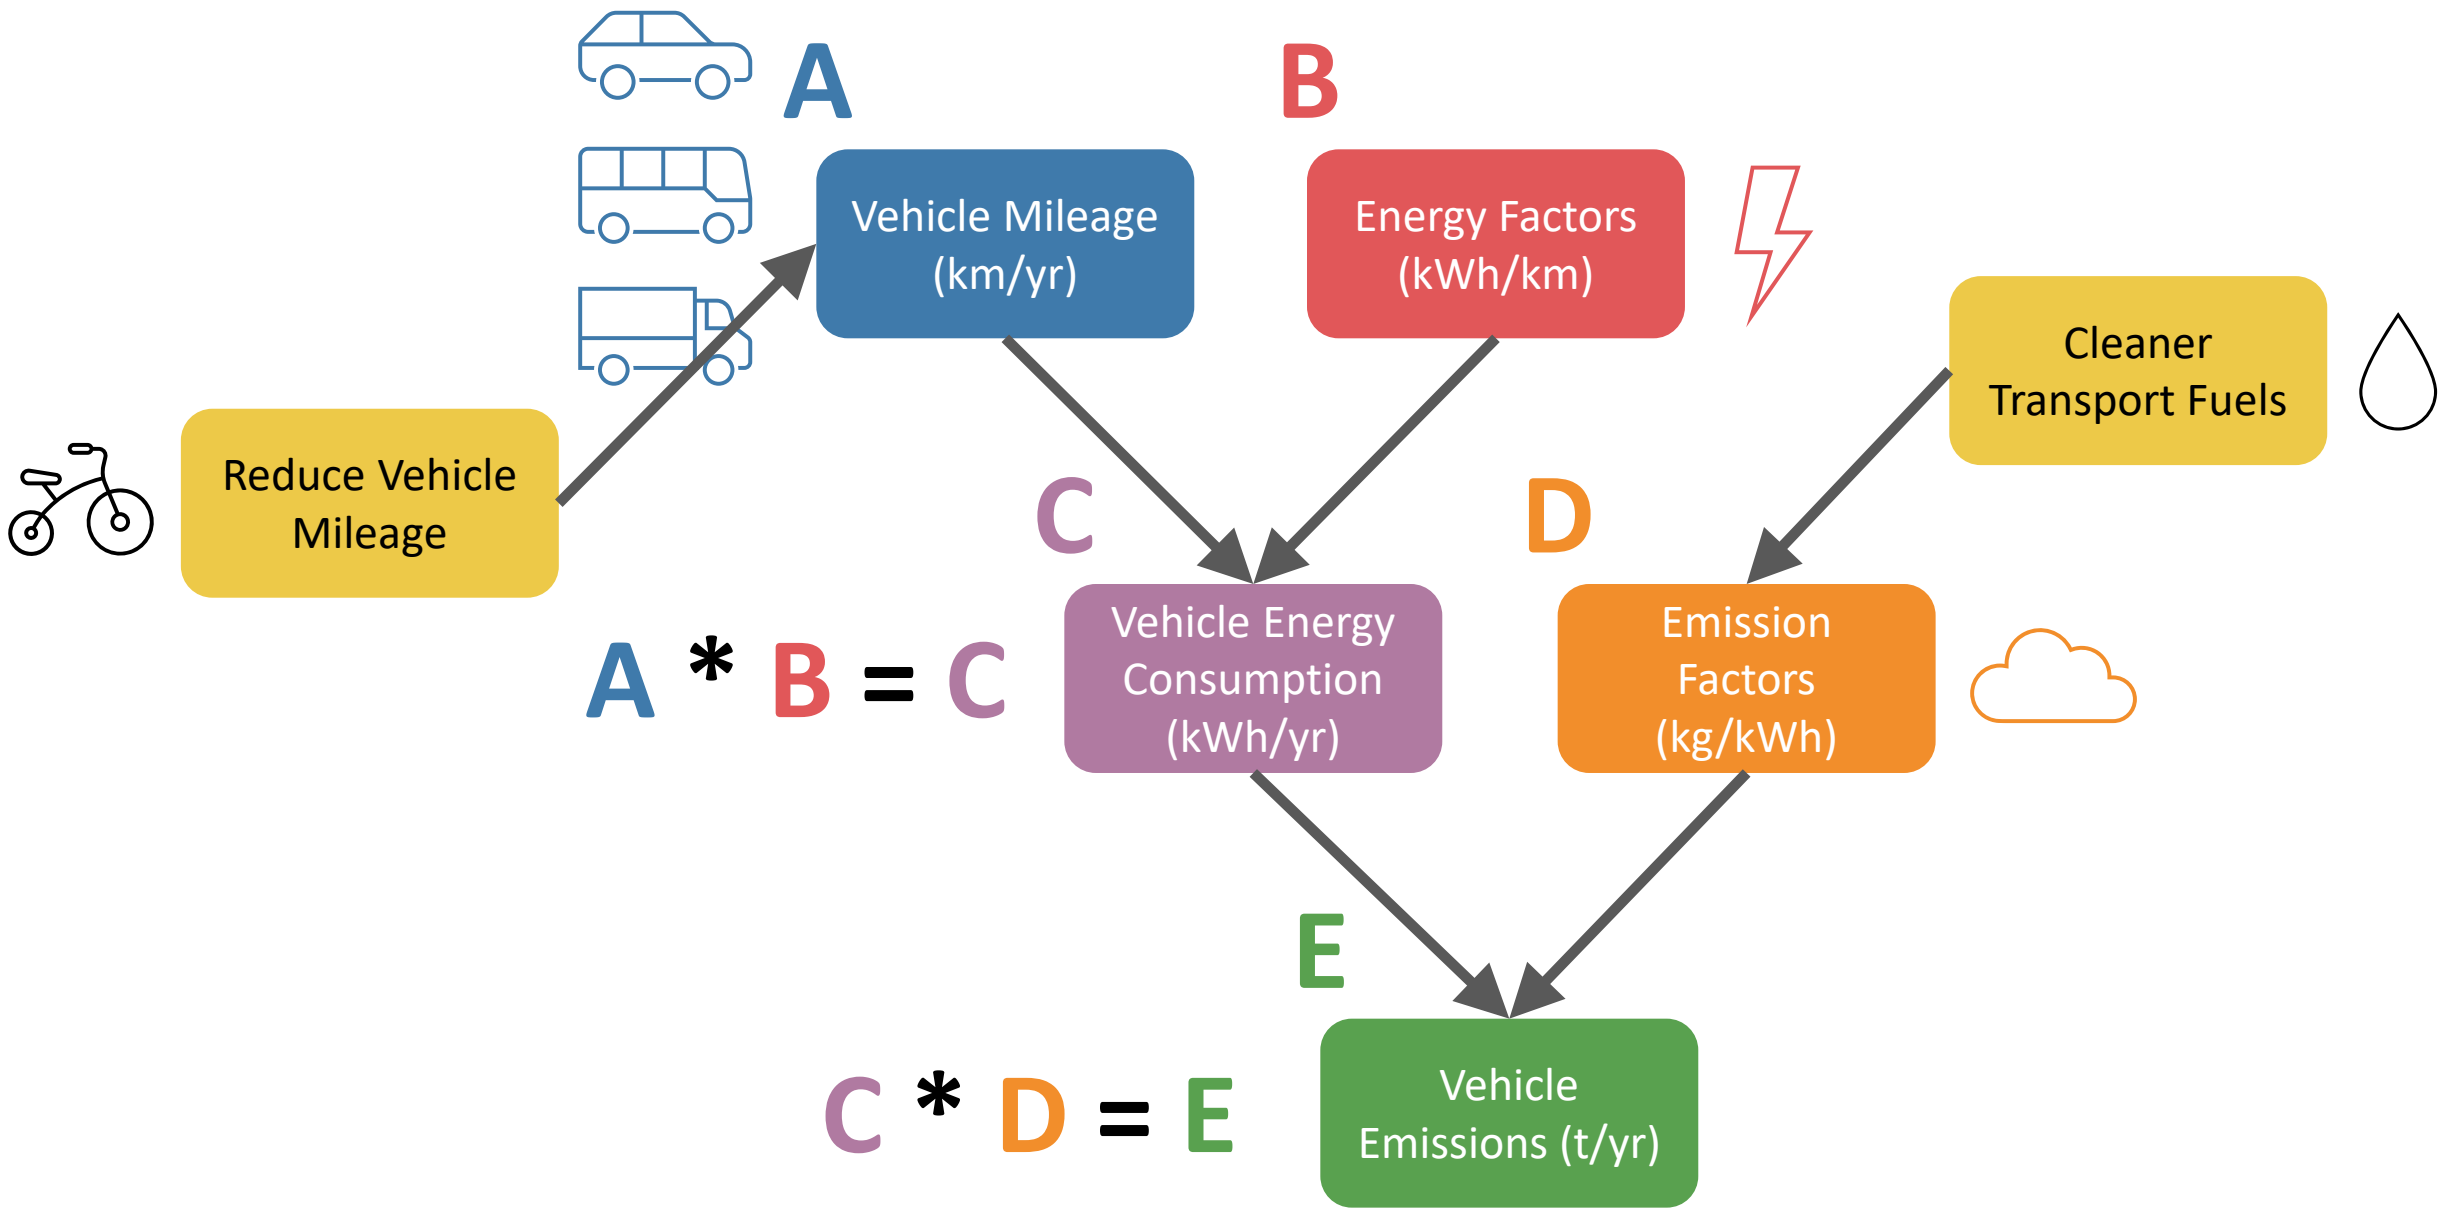 A
B
Vehicle Mileage
(km/yr)
Energy Factors
(kWh/km)
Cleaner
Transport Fuels
Reduce Vehicle
Mileage
C
D
A * B = C
Vehicle Energy
Consumption
(kWh/yr)
Emission
Factors
(kg/kWh)
E
C * D = E
Vehicle
Emissions (t/yr)